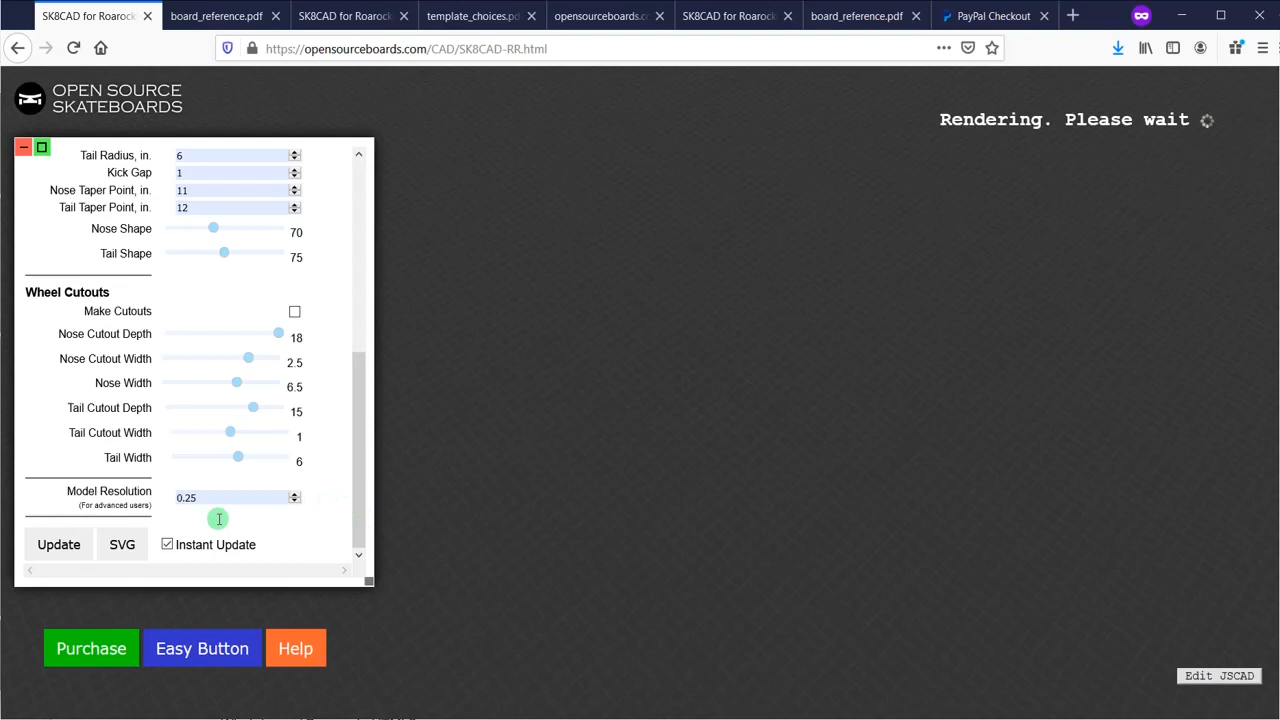 SK8CAD for Roarock
board_reference.pdf
SK8CAD for Roarock
template_choices.pd
opensourceboards.c
SK8CAD for Roarock
board_reference.pdf
PayPal Checkout
https://opensourceboards.com/CAD/SK8CAD-RR.html
OPEN SOURCE
SKATEBOARDS
Rendering. Please wait
Tail Radius, in. 6
Kick Gap 1
Nose Taper Point, in. 11
Tail Taper Point, in. 12
Nose Shape 70
Tail Shape 75
Wheel Cutouts
Make Cutouts
Nose Cutout Depth 18
Nose Cutout Width 2.5
Nose Width 6.5
Tail Cutout Depth 15
Tail Cutout Width 1
Tail Width 6
Model Resolution 0.25
(For advanced users)
Update SVG Instant Update
Purchase Easy Button Help
Edit JSCAD